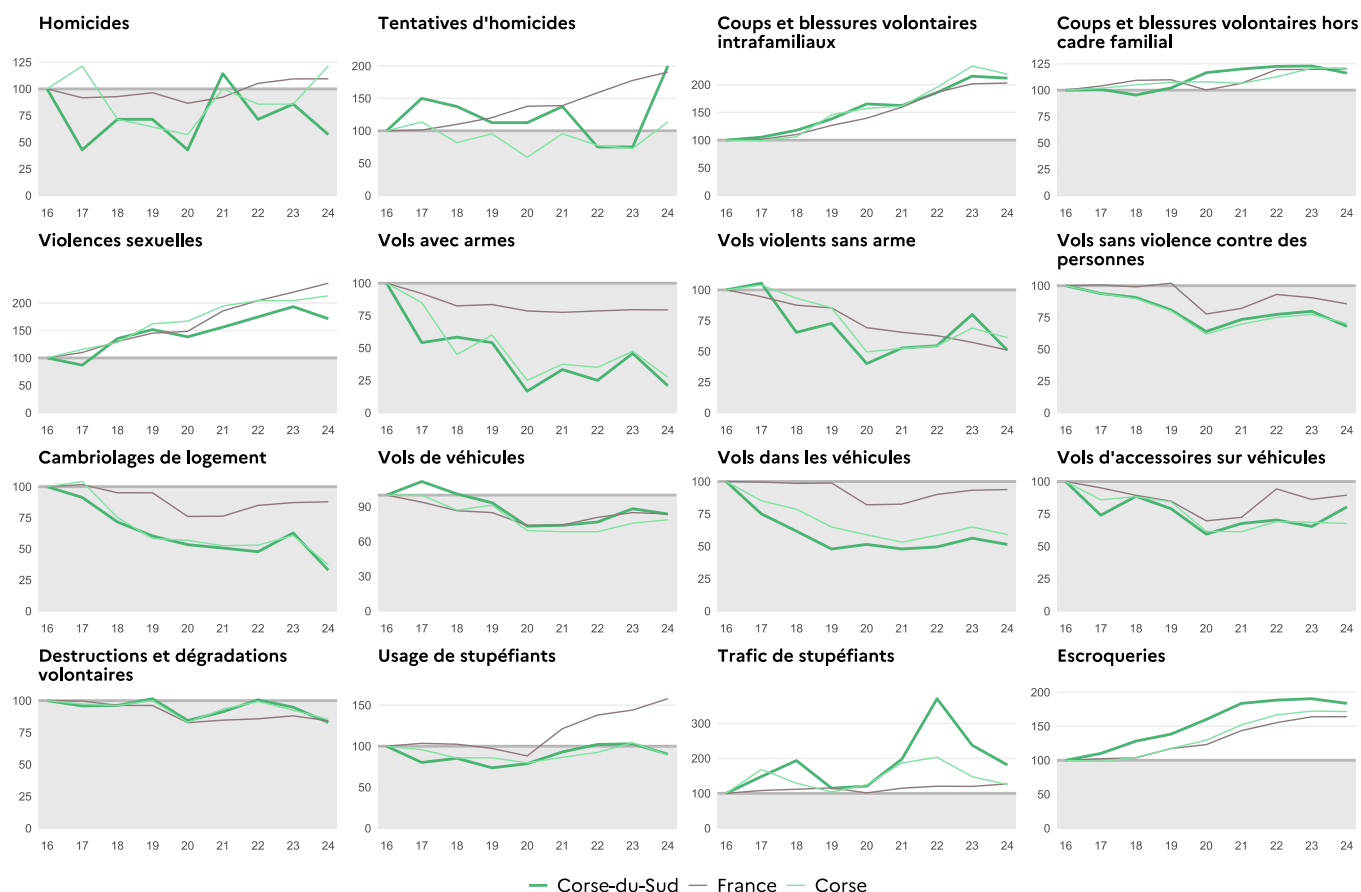 Homicides
125
100
75
50
25
0
16 17 18 19 20 21 22 23 24
Tentatives d'homicides
200
150
100
50
0
16 17 18 19 20 21 22 23 24
Coups et blessures volontaires
intrafamiliaux
200
150
100
50
0
16 17 18 19 20 21 22 23 24
Coups et blessures volontaires hors
cadre familial
125
100
75
50
25
0
16 17 18 19 20 21 22 23 24
Violences sexuelles
200
150
100
50
0
16 17 18 19 20 21 22 23 24
Vols avec armes
100
75
50
25
0
16 17 18 19 20 21 22 23 24
Vols violents sans arme
100
75
50
25
0
16 17 18 19 20 21 22 23 24
Vols sans violence contre des
personnes
100
75
50
25
0
16 17 18 19 20 21 22 23 24
Cambriolages de logement
100
75
50
25
0
16 17 18 19 20 21 22 23 24
Vols de véhicules
90
60
30
0
16 17 18 19 20 21 22 23 24
Vols dans les véhicules
100
75
50
25
0
16 17 18 19 20 21 22 23 24
Vols d'accessoires sur véhicules
100
75
50
25
0
16 17 18 19 20 21 22 23 24
Destructions et dégradations
volontaires
100
75
50
25
0
16 17 18 19 20 21 22 23 24
Usage de stupéfiants
150
100
50
0
16 17 18 19 20 21 22 23 24
Trafic de stupéfiants
300
200
100
0
16 17 18 19 20 21 22 23 24
Escroqueries
200
150
100
50
0
16 17 18 19 20 21 22 23 24
Corse-du-Sud France Corse